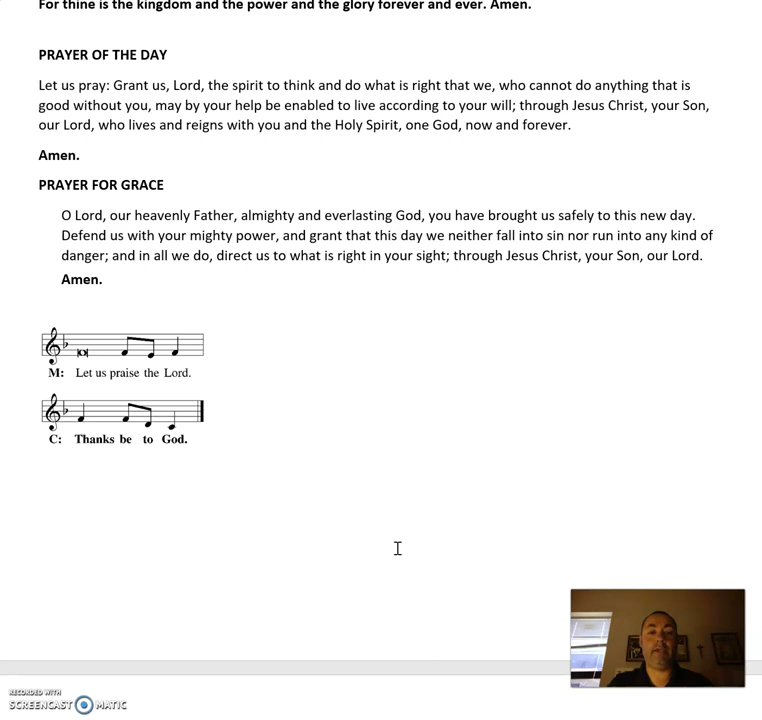 For thine is the kingdom and the power and the glory forever and ever. Amen.
PRAYER OF THE DAY
Let us pray: Grant us, Lord, the spirit to think and do what is right that we, who cannot do anything that is
good without you, may by your help be enabled to live according to your will; through Jesus Christ, your Son,
our Lord, who lives and reigns with you and the Holy Spirit, one God, now and forever.
Amen.
PRAYER FOR GRACE
O Lord, our heavenly Father, almighty and everlasting God, you have brought us safely to this new day.
Defend us with your mighty power, and grant that this day we neither fall into sin nor run into any kind of
danger; and in all we do, direct us to what is right in your sight; through Jesus Christ, your Son, our Lord.
Amen.
M: Let us praise the Lord.
C: Thanks be to God.
RECORDED WITH
SCREENCAST MATIC